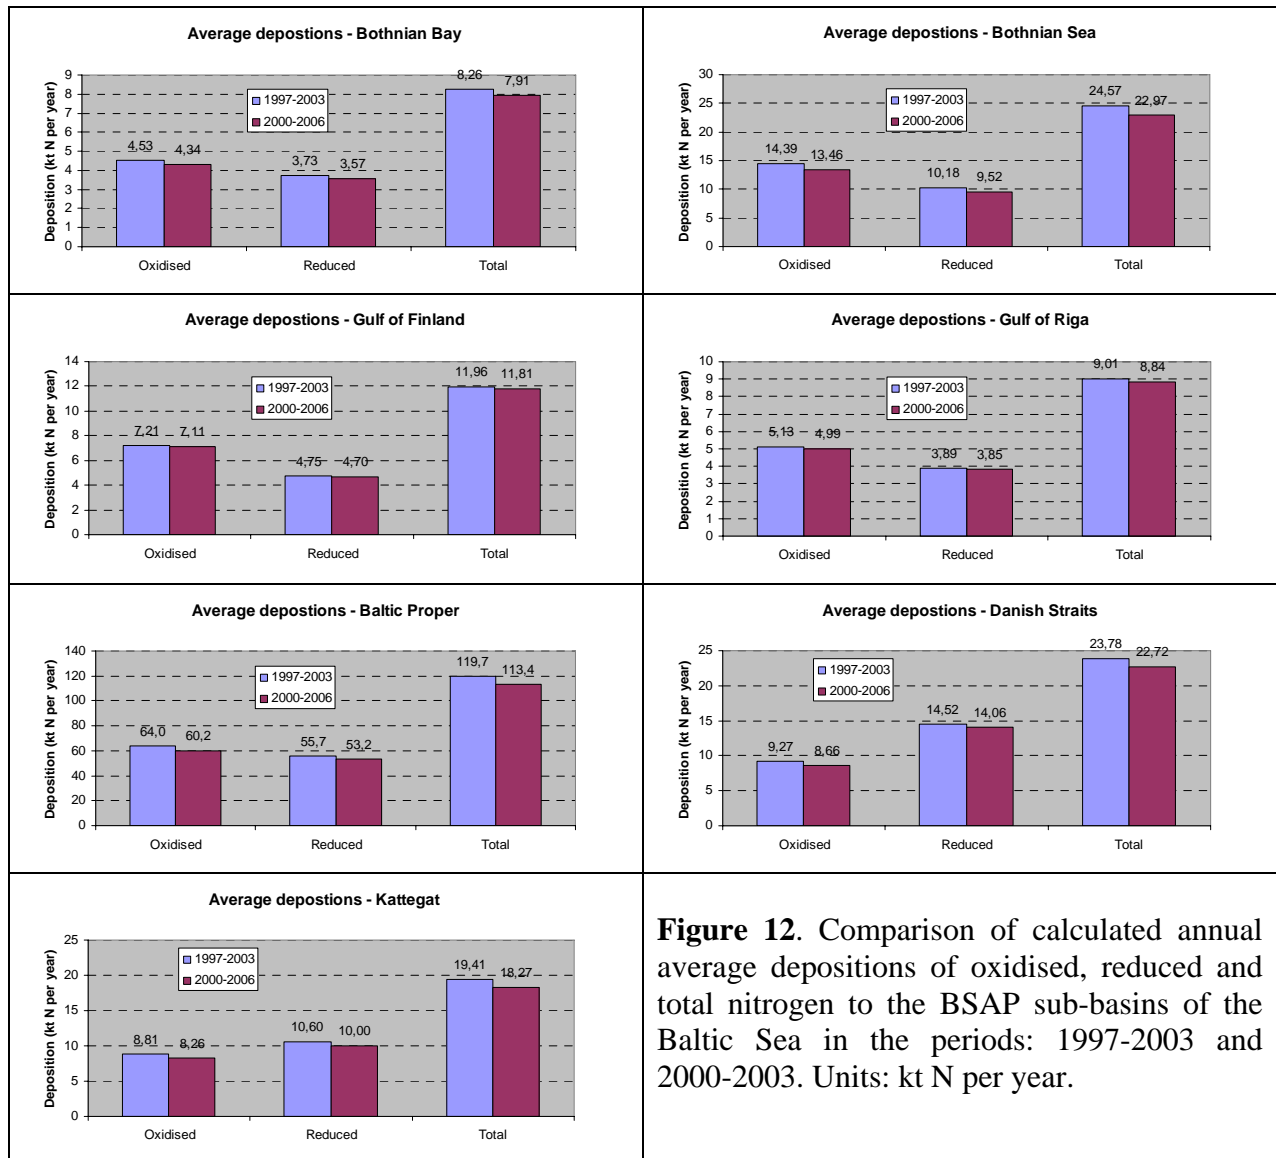 Average depostions - Bothnian Bay
Deposition (kt N per year)
9
8
7
6
5
4
3
2
1
0
1997-2003
2000-2006
4,53
4,34
3,73
3,57
8,26
7,91
Oxidised
Reduced
Total
Average depostions - Bothnian Sea
Deposition (kt N per year)
30
25
20
15
10
5
0
1997-2003
2000-2006
14,39
13,46
10,18
9,52
24,57
22,97
Oxidised
Reduced
Total
Average depostions - Gulf of Finland
Deposition (kt N per year)
14
12
10
8
6
4
2
0
1997-2003
2000-2006
7,21
7,11
4,75
4,70
11,96
11,81
Oxidised
Reduced
Total
Average depostions - Gulf of Riga
Deposition (kt N per year)
10
9
8
7
6
5
4
3
2
1
0
1997-2003
2000-2006
5,13
4,99
3,89
3,85
9,01
8,84
Oxidised
Reduced
Total
Average depostions - Baltic Proper
Deposition (kt N per year)
140
120
100
80
60
40
20
0
1997-2003
2000-2006
64,0
60,2
55,7
53,2
119,7
113,4
Oxidised
Reduced
Total
Average depostions - Danish Straits
Deposition (kt N per year)
25
20
15
10
5
0
1997-2003
2000-2006
9,27
8,66
14,52
14,06
23,78
22,72
Oxidised
Reduced
Total
Average depostions - Kattegat
Deposition (kt N per year)
25
20
15
10
5
0
1997-2003
2000-2006
8,81
8,26
10,60
10,00
19,41
18,27
Oxidised
Reduced
Total
Figure 12. Comparison of calculated annual
average depositions of oxidised, reduced and
total nitrogen to the BSAP sub-basins of the
Baltic Sea in the periods: 1997-2003 and
2000-2003. Units: kt N per year.